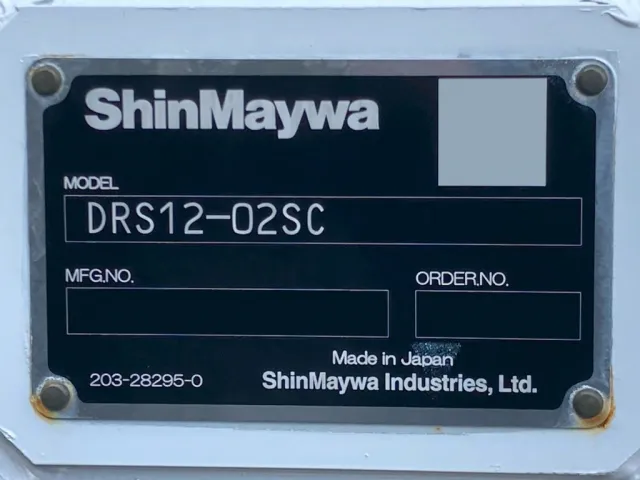 ShinMaywa
MODEL
DRS12-02SC
MFG.NO.
ORDER.NO.
Made in Japan
203-28295-0
ShinMaywa Industries, Ltd.